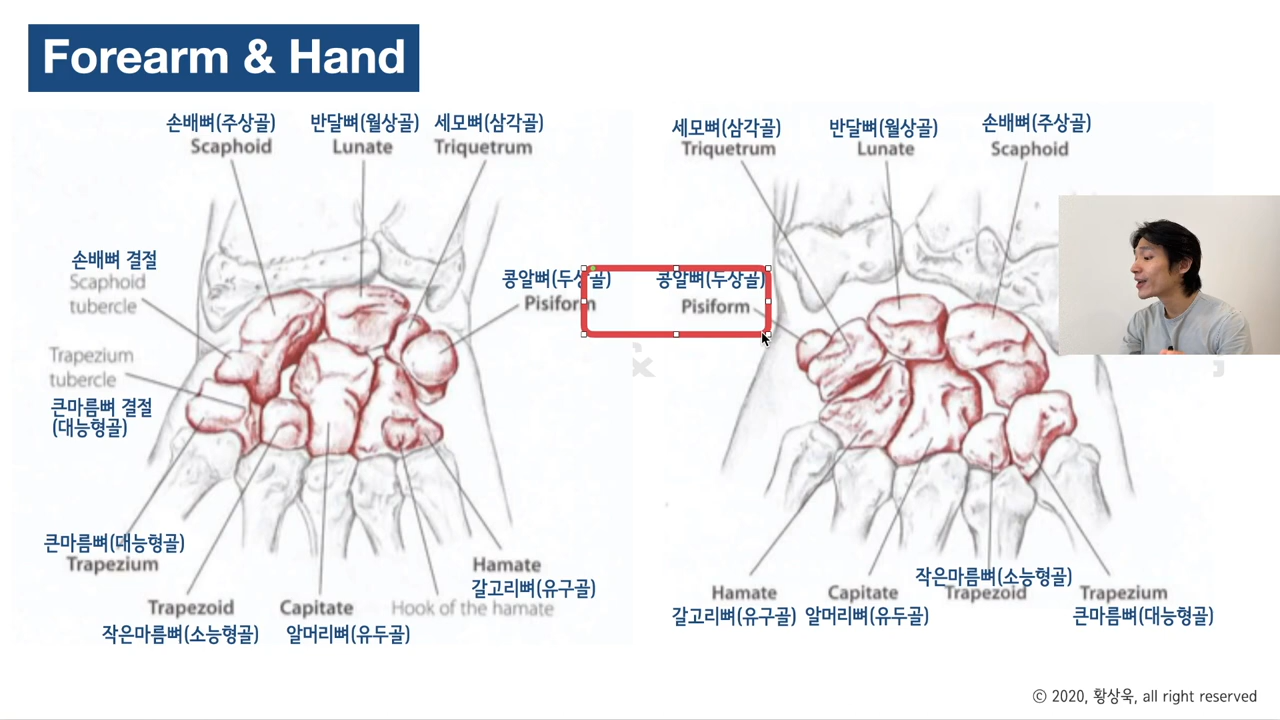 Forearm & Hand
손배뼈(주상골)
Scaphoid
반달뼈(월상골)
Lunate
세모뼈(삼각골)
Triquetrum
손배뼈 결절
Scaphoid
tubercle
콩알뼈(두상골)
Pisiform
Trapezium
tubercle
큰마름뼈 결절
(대능형골)
큰마름뼈(대능형골)
Trapezium
Trapezoid
작은마름뼈(소능형골)
Capitate
알머리뼈(유두골)
Hamate
갈고리뼈(유구골)
Hook of the hamate
세모뼈(삼각골)
Triquetrum
반달뼈(월상골)
Lunate
손배뼈(주상골)
Scaphoid
콩알뼈(두상골)
Pisiform
Hamate
갈고리뼈(유구골)
Capitate
알머리뼈(유두골)
작은마름뼈(소능형골)
Trapezoid
Trapezium
큰마름뼈(대능형골)
© 2020, 황상욱, all right reserved